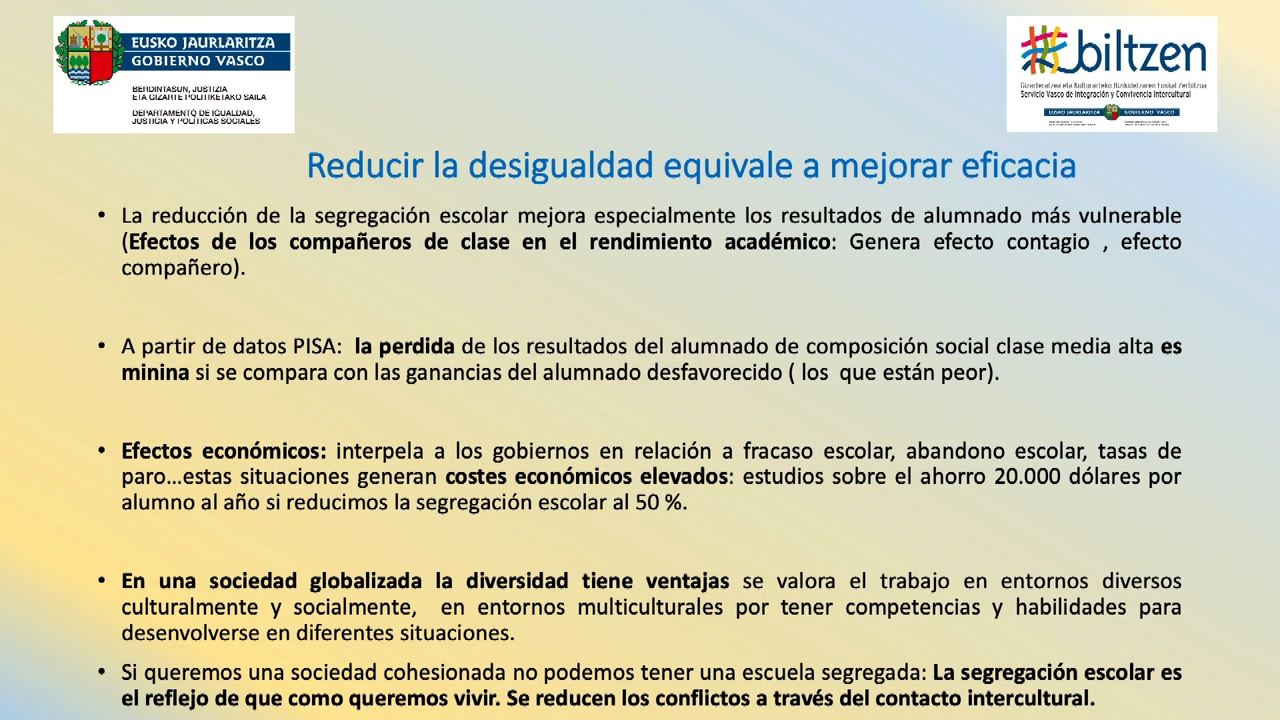 EUSKO JAURLARITZA
GOBIERNO VASCO
BERDINTASUN, JUSTIZIA
ETA GIZARTE POLITIKETAKO SAILA
DEPARTAMENTO DE IGUALDAD,
JUSTICIA Y POLÍTICAS SOCIALES
biltzen
Gizarteratzea eta Kulturarteko Bizikidetzaren Euskal Zerbitzua
Servicio Vasco de Integración y Convivencia Intercultural
EUSKO JAURLARITZA GOBIERNO VASCO
Reducir la desigualdad equivale a mejorar eficacia
• La reducción de la segregación escolar mejora especialmente los resultados de alumnado más vulnerable
(Efectos de los compañeros de clase en el rendimiento académico: Genera efecto contagio , efecto
compañero).
• A partir de datos PISA: la perdida de los resultados del alumnado de composición social clase media alta es
minina si se compara con las ganancias del alumnado desfavorecido ( los que están peor).
• Efectos económicos: interpela a los gobiernos en relación a fracaso escolar, abandono escolar, tasas de
paro...estas situaciones generan costes económicos elevados: estudios sobre el ahorro 20.000 dólares por
alumno al año si reducimos la segregación escolar al 50 %.
• En una sociedad globalizada la diversidad tiene ventajas se valora el trabajo en entornos diversos
culturalmente y socialmente, en entornos multiculturales por tener competencias y habilidades para
desenvolverse en diferentes situaciones.
• Si queremos una sociedad cohesionada no podemos tener una escuela segregada: La segregación escolar es
el reflejo de que como queremos vivir. Se reducen los conflictos a través del contacto intercultural.